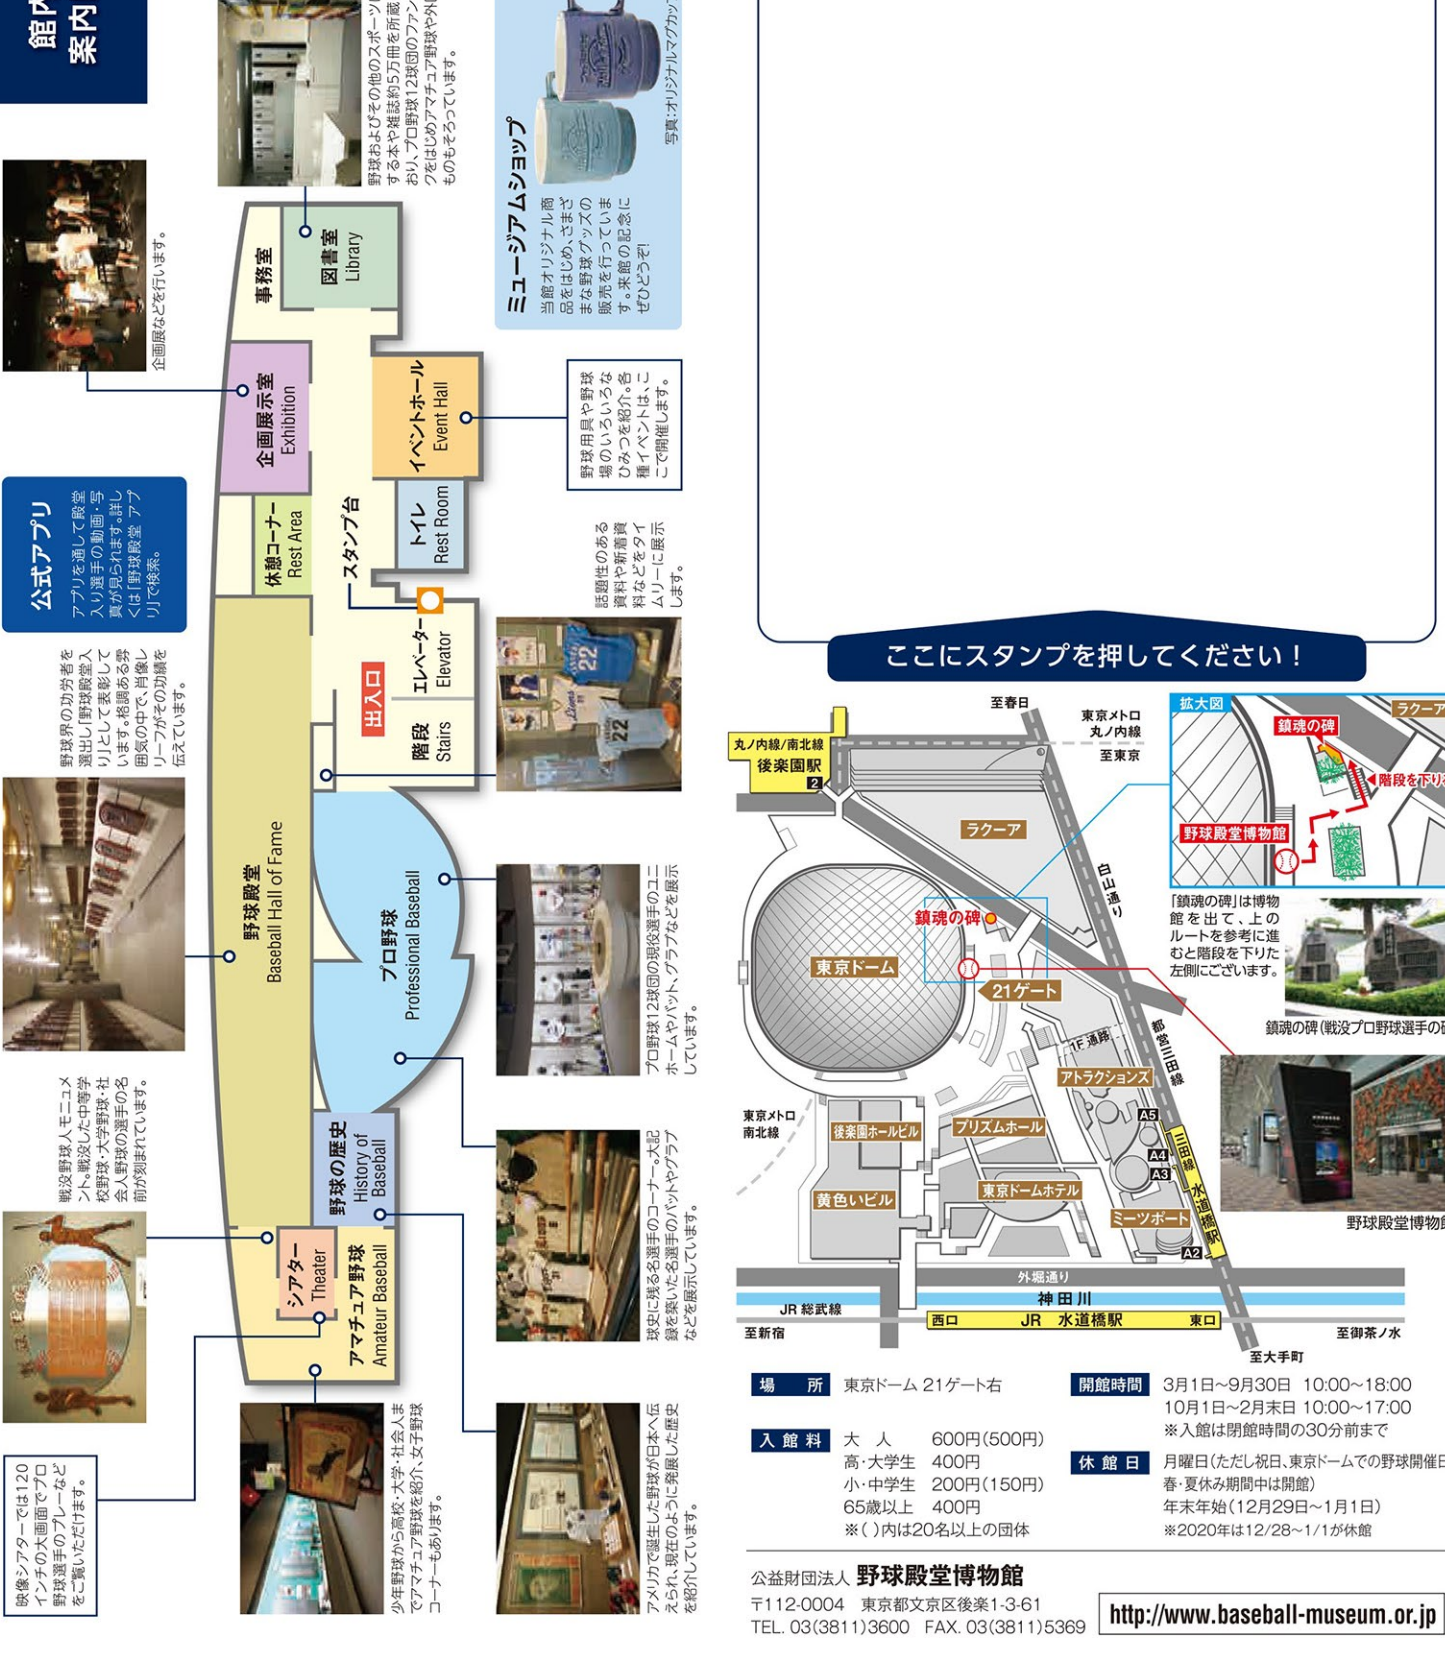 館内
案内
企画展などを行います。
野球およびその他のスポーツ
する本や雑誌約5万冊を所蔵
おり、プロ野球12球団のファン
クをはじめアマチュア野球や外
ものもそろっています。
ミュージアムショップ
当館オリジナル商
品をはじめ、さまざ
まな野球グッズの
販売を行っていま
す。来館の記念に
ぜひどうぞ!
写真:オリジナルマグカッ
事務室
図書室
Library
企画展示室
Exhibition
イベントホール
Event Hall
野球用具や野球
場のいろいろな
ひみつを紹介。各
種イベントは、こ
こで開催します。
公式アプリ
アプリを通して殿堂
入り選手の動画・写
真が見られます。詳し
くは「野球殿堂 アプ
リ」で検索。
休憩コーナー
Rest Area
スタンプ台
トイレ
Rest Room
話題性のある
資料や新着資
料などをタイ
ムリーに展示
します。
野球界の功労者を
選出し「野球殿堂入
り」として表彰して
います。格調ある雰
囲気の中で、肖像レ
リーフがその功績を
伝えています。
出入口
エレベーター
Elevator
階段
Stairs
野球殿堂
Baseball Hall of Fame
プロ野球
Professional Baseball
プロ野球12球団の現役選手のユニ
ホームやバット、グラブなどを展示
しています。
戦没野球人モニュメ
ント。戦没した中等学
校野球・大学野球・社
会人野球の選手の名
前が刻まれています。
野球の歴史
History of
Baseball
シアター
Theater
アマチュア野球
Amateur Baseball
球史に残る名選手のコーナー。大記
録を築いた名選手のバットやグラブ
などを展示しています。
映像シアターでは120
インチの大画面でプロ
野球選手のプレーなど
をご覧いただけます。
少年野球から高校・大学・社会人ま
でアマチュア野球を紹介、女子野球
コーナーもあります。
アメリカで誕生した野球が日本へ伝
えられ、現在のように発展した歴史
を紹介しています。
ここにスタンプを押してください!
至春日
東京メトロ
丸ノ内線
至東京
丸ノ内線/南北線
後楽園駅
2
ラクーア
白山通り
鎮魂の碑
東京ドーム
21ゲート
1F 通路
都営三田線
アトラクションズ
東京メトロ
南北線
後楽園ホールビル
プリズムホール
A5
A4
A3
黄色いビル
東京ドームホテル
ミーツポート
三田線 水道橋駅
A2
外堀通り
神田川
JR 総武線
西口
JR 水道橋駅
東口
至新宿
至御茶ノ水
至大手町
拡大図
ラクーア
鎮魂の碑
階段を下り
野球殿堂博物館
「鎮魂の碑」は博物
館を出て、上の
ルートを参考に進
むと階段を下りた
左側にございます。
鎮魂の碑(戦没プロ野球選手の
野球殿堂博物館
場 所 東京ドーム 21ゲート右
入館料 大 人 600円(500円)
高・大学生 400円
小・中学生 200円(150円)
65歳以上 400円
※( )内は20名以上の団体
開館時間 3月1日〜9月30日 10:00〜18:00
10月1日〜2月末日 10:00〜17:00
※入館は閉館時間の30分前まで
休館日 月曜日(ただし祝日、東京ドームでの野球開催日
春・夏休み期間中は開館)
年末年始(12月29日〜1月1日)
※2020年は12/28〜1/1が休館
公益財団法人 野球殿堂博物館
〒112-0004 東京都文京区後楽1-3-61
TEL. 03(3811)3600 FAX. 03(3811)5369
http://www.baseball-museum.or.jp